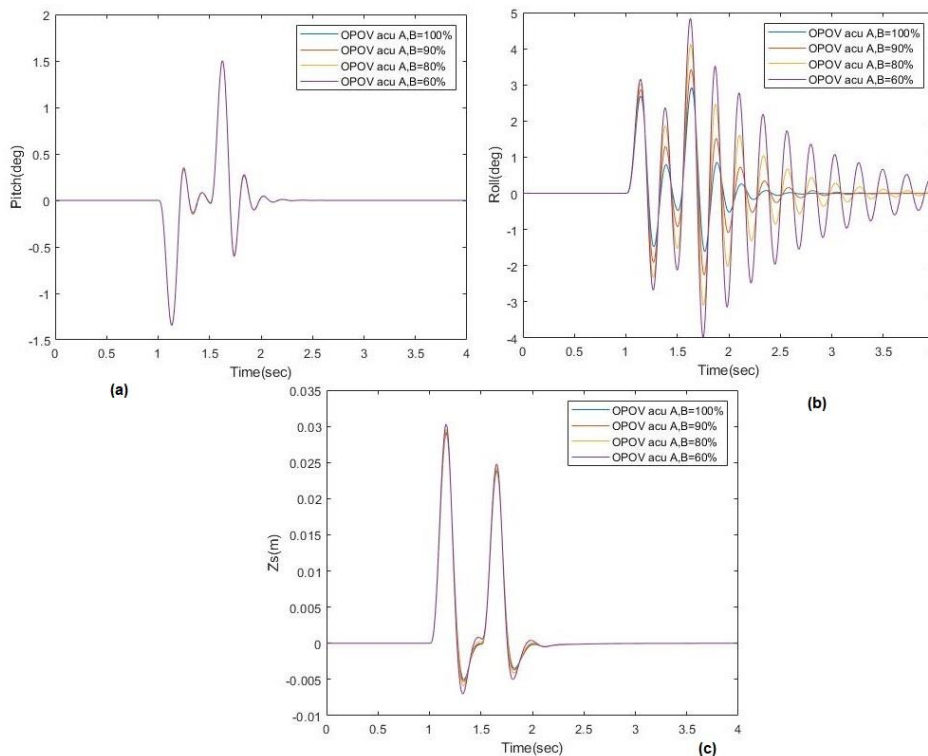 2
1.5
1
0.5
0
-0.5
-1
-1.5
Pitch(deg)
OPOV acu A,B=100%
OPOV acu A,B=90%
OPOV acu A,B=80%
OPOV acu A,B=60%
0 0.5 1 1.5 2 2.5 3 3.5 4
Time(sec)
(a)
5
4
3
2
1
0
-1
-2
-3
-4
Roll(deg)
OPOV acu A,B=100%
OPOV acu A,B=90%
OPOV acu A,B=80%
OPOV acu A,B=60%
0 0.5 1 1.5 2 2.5 3 3.5
Time(sec)
(b)
0.035
0.03
0.025
0.02
0.015
0.01
0.005
0
-0.005
-0.01
Zs(m)
OPOV acu A,B=100%
OPOV acu A,B=90%
OPOV acu A,B=80%
OPOV acu A,B=60%
0 0.5 1 1.5 2 2.5 3 3.5 4
Time(sec)
(c)